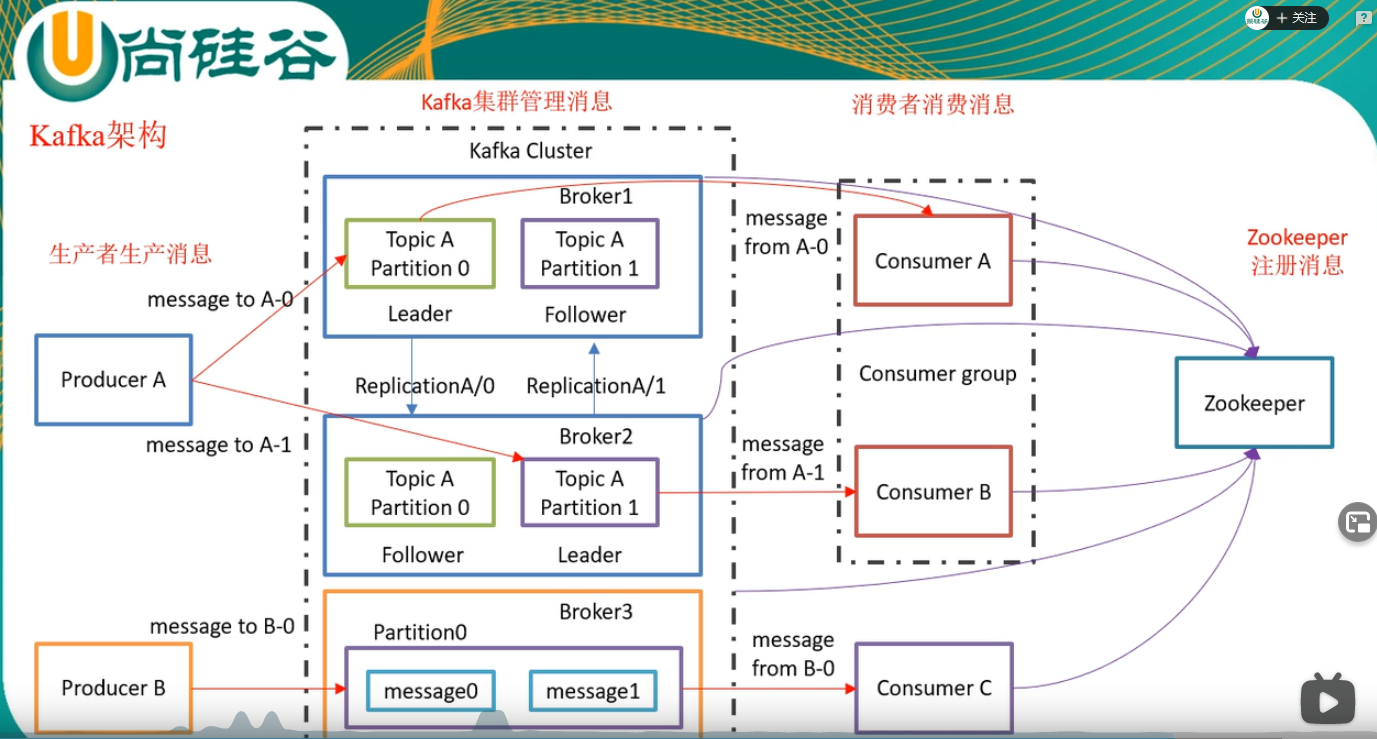 尚硅谷
关注
?
Kafka架构
Kafka集群管理消息
消费者消费消息
Kafka Cluster
Broker1
Topic A
Partition 0
Topic A
Partition 1
Leader
Follower
生产者生产消息
message to A-0
Producer A
message to A-1
ReplicationA/0
ReplicationA/1
Broker2
Topic A
Partition 0
Topic A
Partition 1
Follower
Leader
message
from A-0
Consumer A
Consumer group
message
from A-1
Consumer B
Zookeeper
注册消息
Zookeeper
message to B-0
Producer B
Broker3
Partition0
message0
message1
message
from B-0
Consumer C